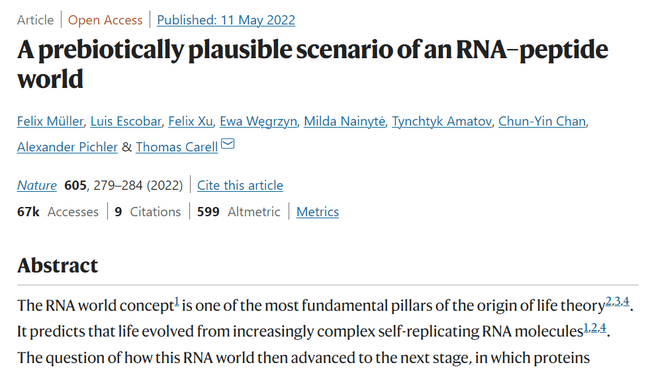 Article | Open Access | Published: 11 May 2022
A prebiotically plausible scenario of an RNA–peptide
world
Felix Müller, Luis Escobar, Felix Xu, Ewa Węgrzyn, Milda Nainytė, Tynchtyk Amatov, Chun-Yin Chan,
Alexander Pichler & Thomas Carell
Nature 605, 279–284 (2022) | Cite this article
67k Accesses | 9 Citations | 599 Altmetric | Metrics
Abstract
The RNA world concept1 is one of the most fundamental pillars of the origin of life theory2,3,4.
It predicts that life evolved from increasingly complex self-replicating RNA molecules1,2,4.
The question of how this RNA world then advanced to the next stage, in which proteins